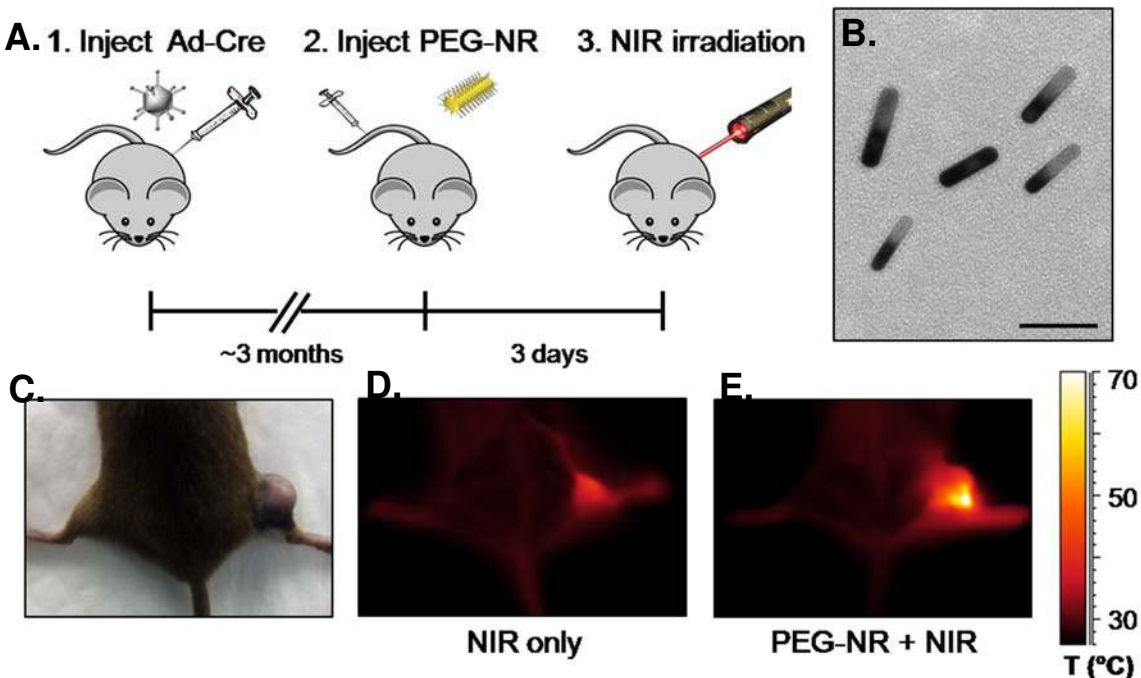 A. 1. Inject Ad-Cre 2. Inject PEG-NR 3. NIR irradiation
~3 months 3 days
B.
C.
D.
NIR only
E.
PEG-NR + NIR
70
50
30
T (ºC)